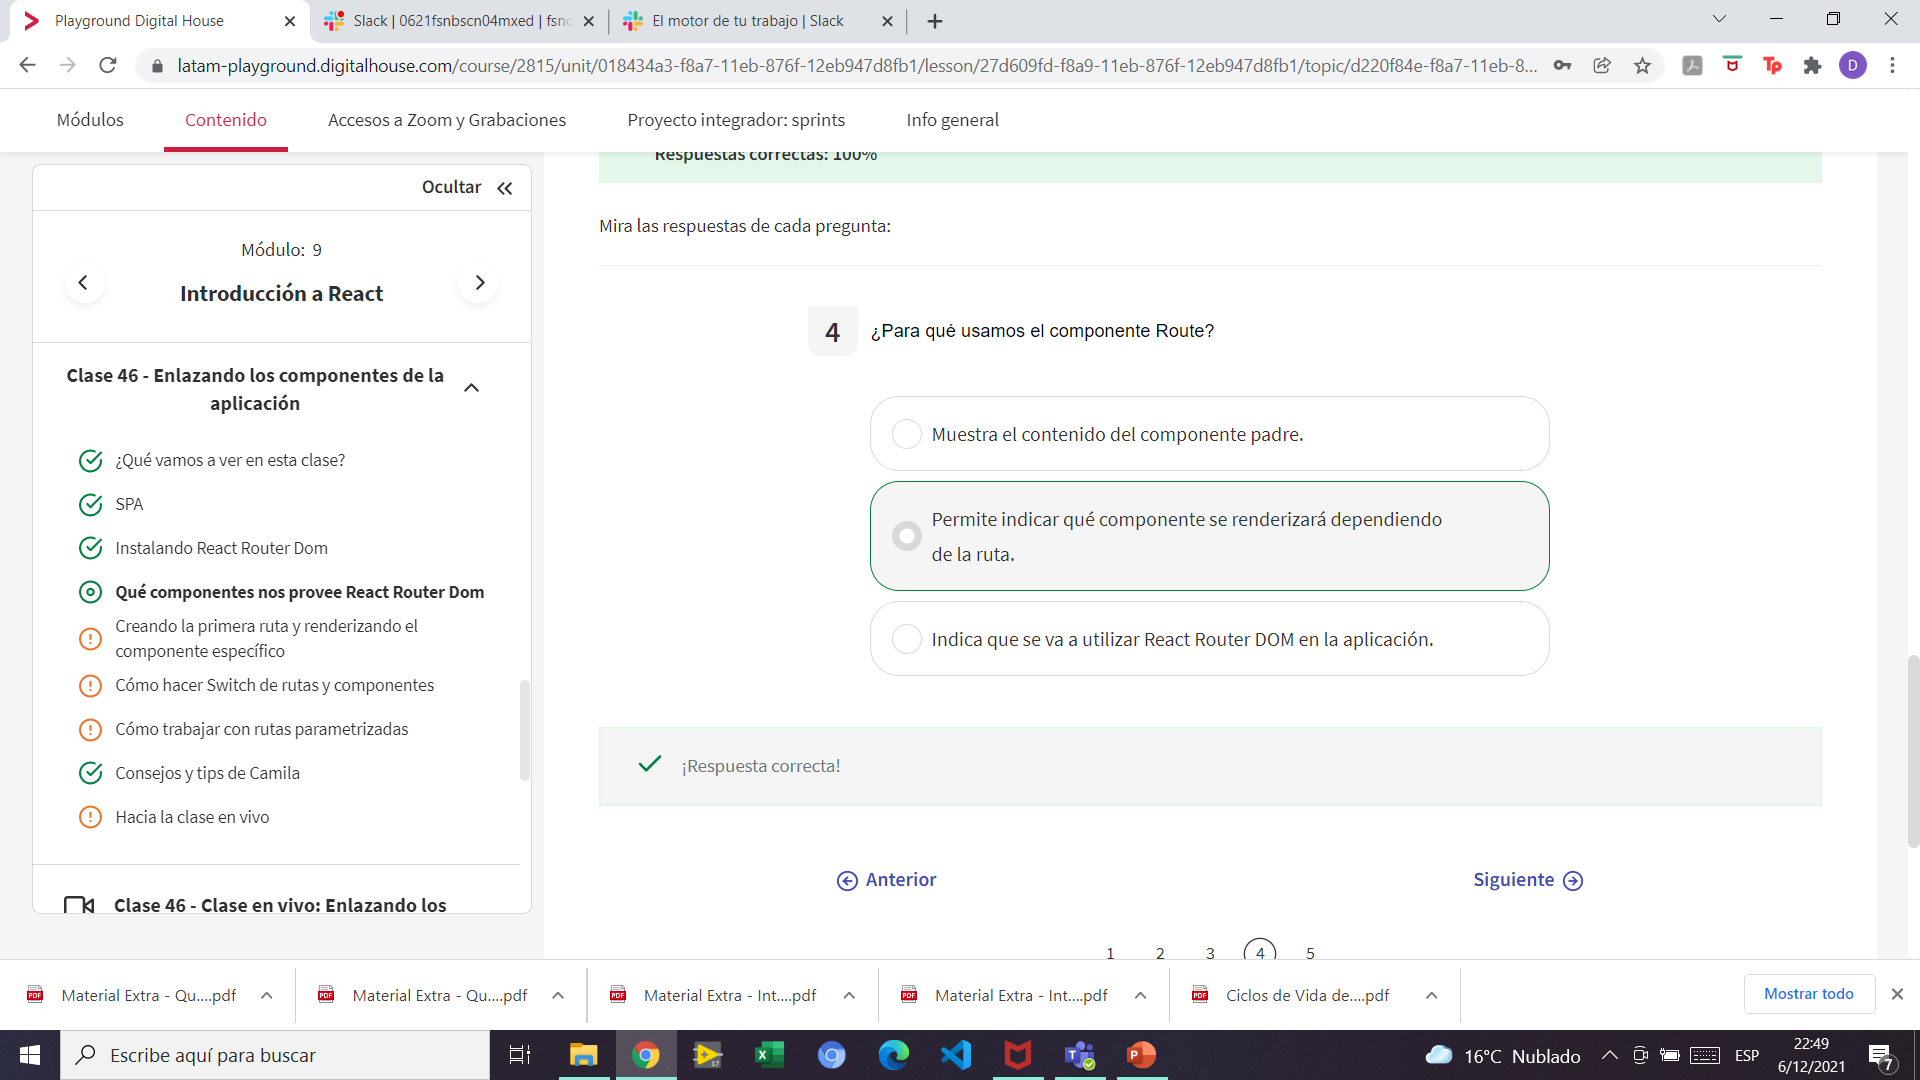 Playground Digital House
Slack | 0621fsnbscn04mxed | fsnc
El motor de tu trabajo | Slack
latam-playground.digitalhouse.com/course/2815/unit/018434a3-f8a7-11eb-876f-12eb947d8fb1/lesson/27d609fd-f8a9-11eb-876f-12eb947d8fb1/topic/d220f84e-f8a7-11eb-8...
D
Módulos
Contenido
Accesos a Zoom y Grabaciones
Proyecto integrador: sprints
Info general
Respuestas correctas: 100%
Ocultar
Mira las respuestas de cada pregunta:
Módulo: 9
Introducción a React
4
¿Para qué usamos el componente Route?
Clase 46 - Enlazando los componentes de la
aplicación
Muestra el contenido del componente padre.
¿Qué vamos a ver en esta clase?
SPA
Permite indicar qué componente se renderizará dependiendo
de la ruta.
Instalando React Router Dom
Qué componentes nos provee React Router Dom
Creando la primera ruta y renderizando el
componente específico
Indica que se va a utilizar React Router DOM en la aplicación.
Cómo hacer Switch de rutas y componentes
Cómo trabajar con rutas parametrizadas
Consejos y tips de Camila
¡Respuesta correcta!
Hacia la clase en vivo
Anterior
Siguiente
Clase 46 - Clase en vivo: Enlazando los
1 2 3 4 5
Material Extra - Qu....pdf
Material Extra - Qu....pdf
Material Extra - Int....pdf
Material Extra - Int....pdf
Ciclos de Vida de....pdf
Mostrar todo
Escribe aquí para buscar
16°C Nublado
ESP
22:49
6/12/2021
7